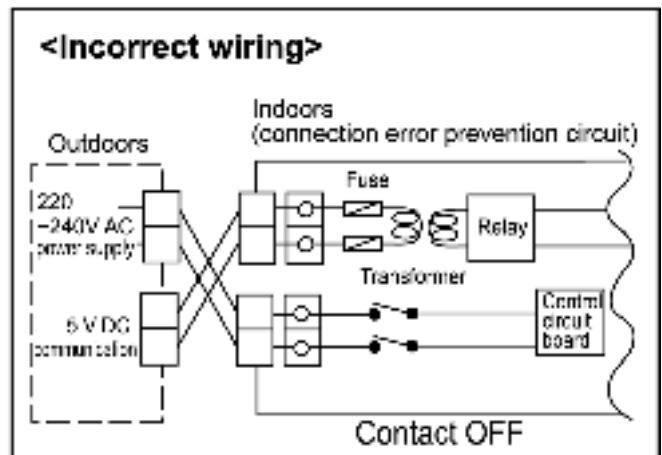 <Incorrect wiring>
Indoors
(connection error prevention circuit)
Outdoors
Fuse
220
~240V AC
power supply
Relay
Transformer
5 V DC
communication
Control
circuit
board
Contact OFF